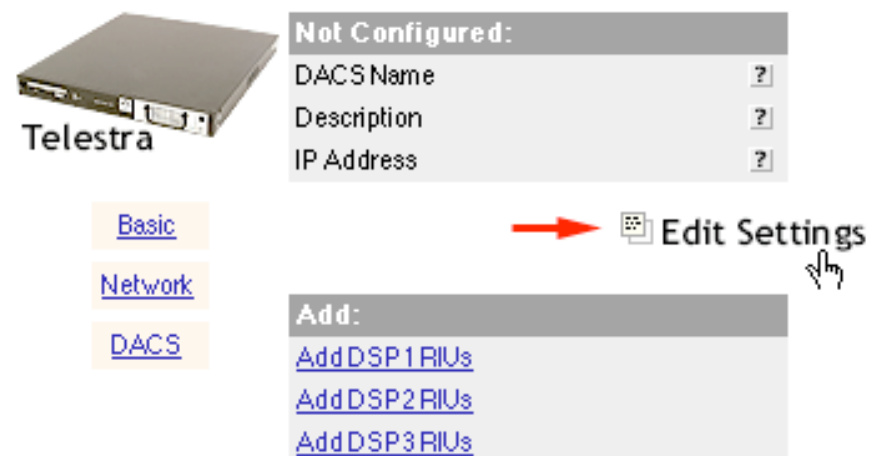 Telestra
Not Configured:
DACS Name ?
Description ?
IP Address ?
Basic
Network
DACS
Edit Settings
Add:
Add DSP1 RIUs
Add DSP2 RIUs
Add DSP3 RIUs